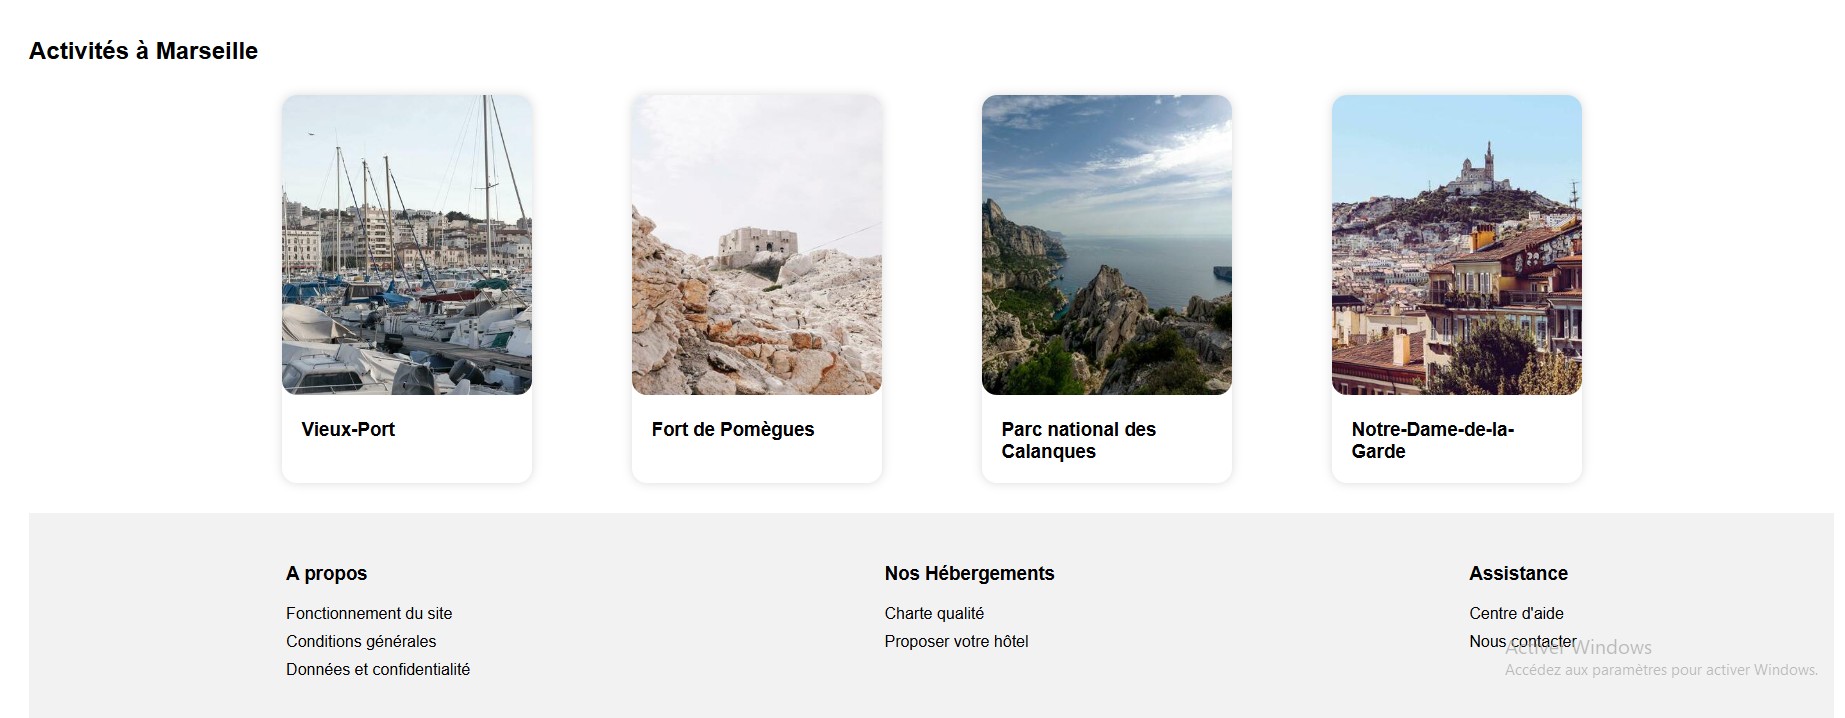 Activités à Marseille
Vieux-Port
Fort de Pomègues
Parc national des
Calanques
Notre-Dame-de-la-
Garde
A propos
Fonctionnement du site
Conditions générales
Données et confidentialité
Nos Hébergements
Charte qualité
Proposer votre hôtel
Assistance
Centre d'aide
Nous contacter
Activer Windows
Accédez aux paramètres pour activer Windows.